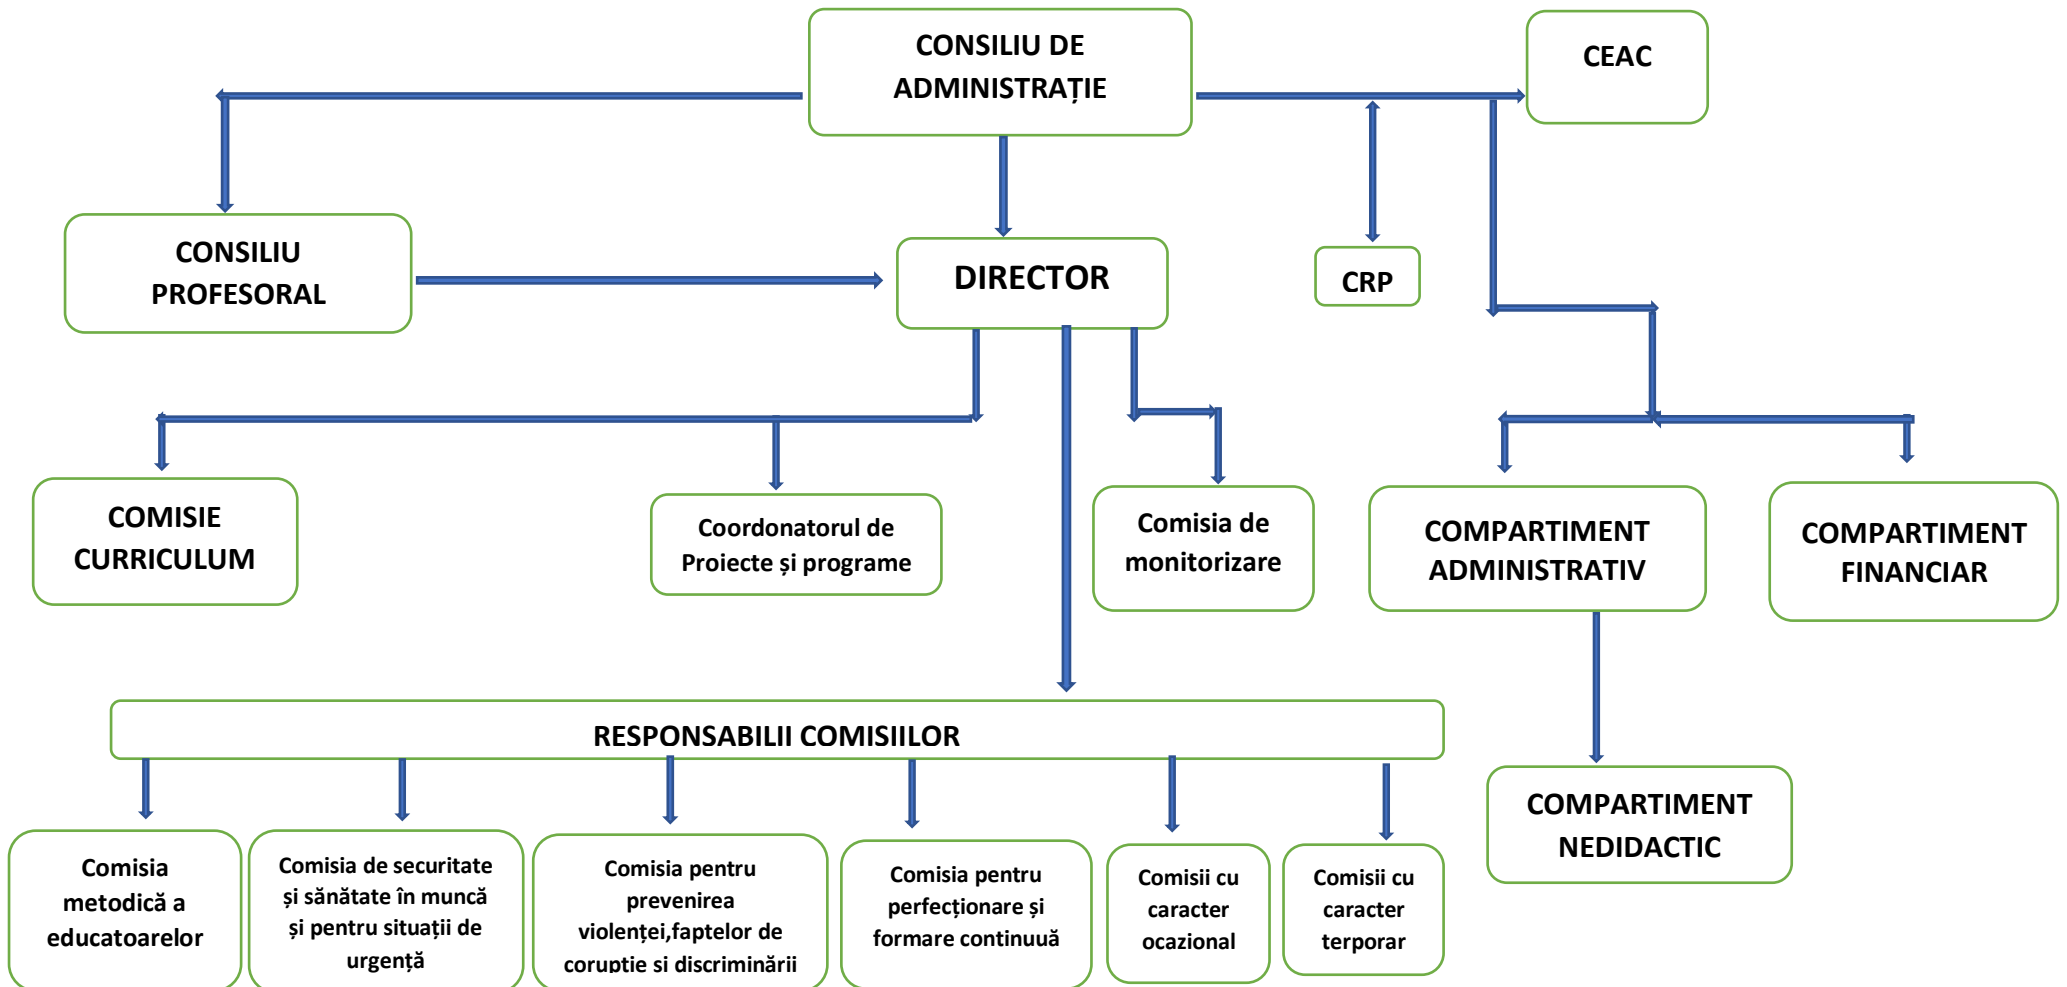 CONSILIU DE
ADMINISTRAȚIE
CEAC
CONSILIU
PROFESORAL
DIRECTOR
CRP
COMISIE
CURRICULUM
Coordonatorul de
Proiecte și programe
Comisia de
monitorizare
COMPARTIMENT
ADMINISTRATIV
COMPARTIMENT
FINANCIAR
RESPONSABILII COMISIILOR
COMPARTIMENT
NEDIDACTIC
Comisia
metodică a
educatoarelor
Comisia de securitate
și sănătate în muncă
și pentru situații de
urgență
Comisia pentru
prevenirea
violenței,faptelor de
corupție și discriminării
Comisia pentru
perfecționare și
formare continuuă
Comisii cu
caracter
ocazional
Comisii cu
caracter
terporar